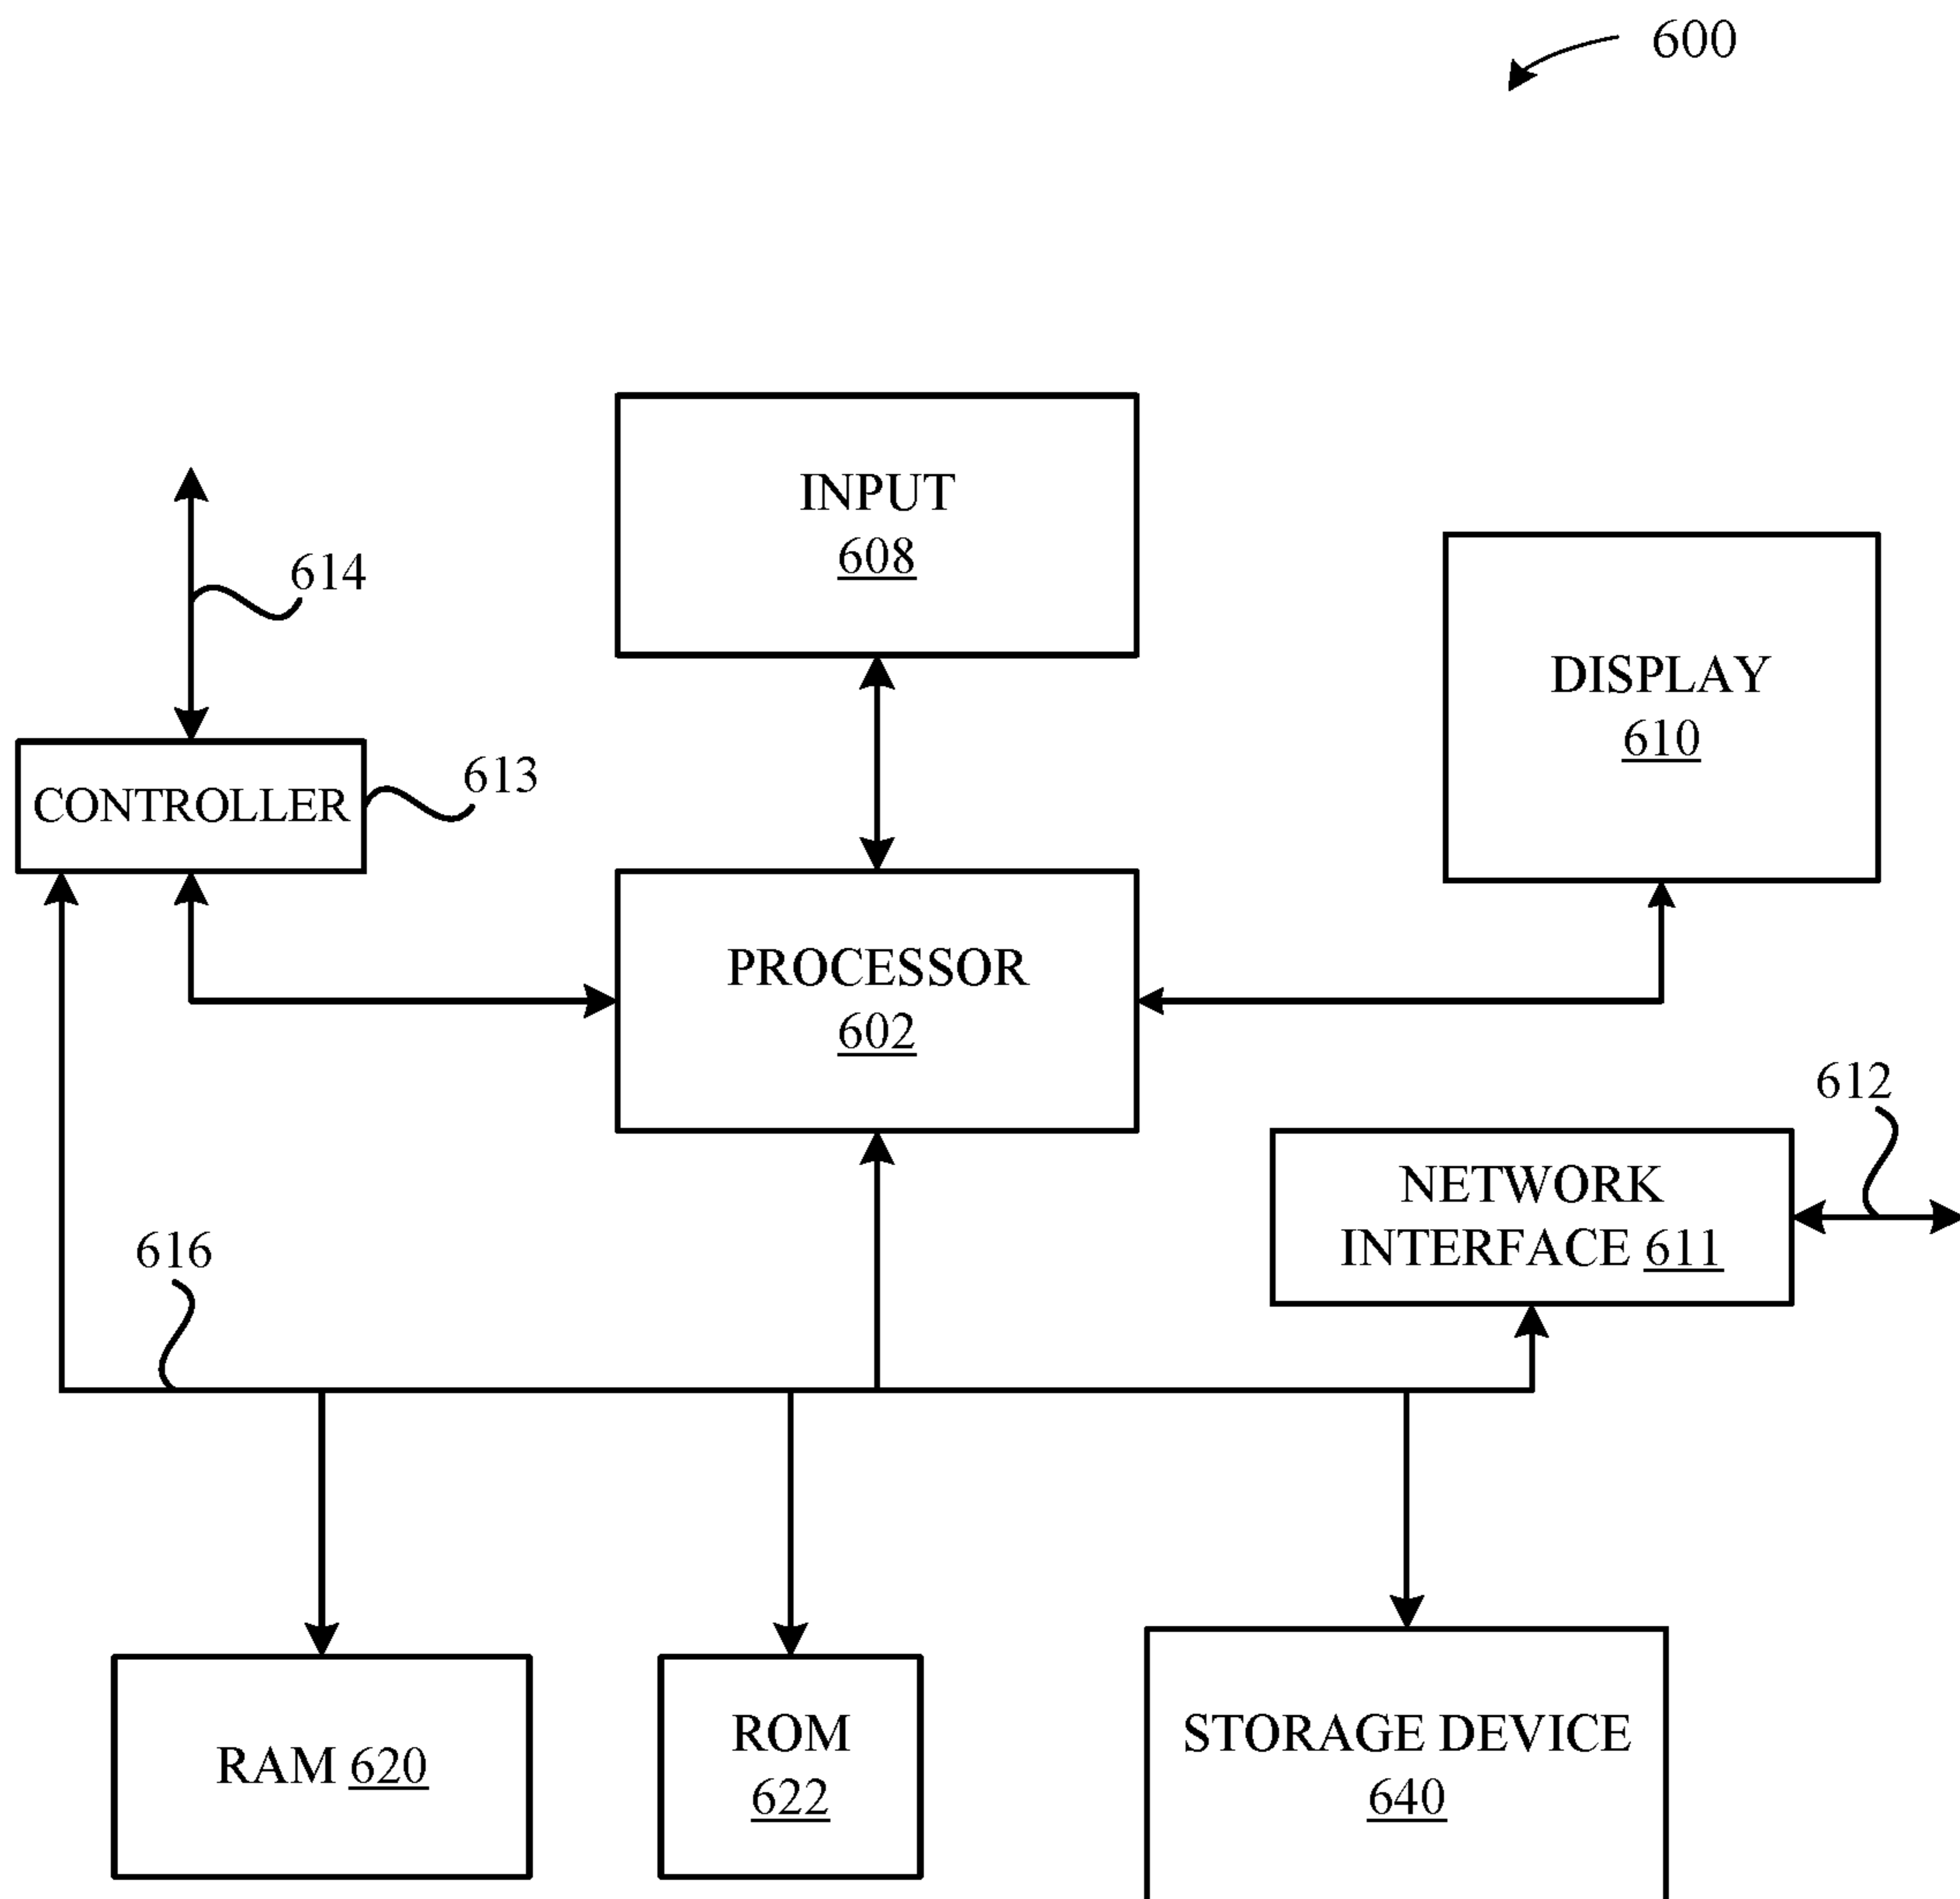 600
INPUT
608
614
DISPLAY
610
613
CONTROLLER
PROCESSOR
602
612
NETWORK
INTERFACE 611
616
RAM 620
ROM
622
STORAGE DEVICE
640